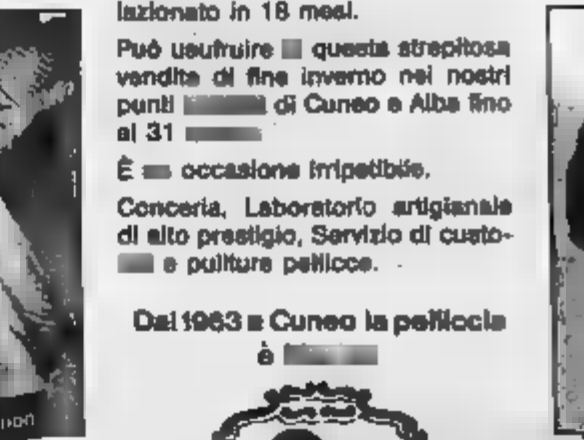 lazionato in 18 mesi.
Può usufruire questa strepitosa
vendita di fine inverno nei nostri
punti di Cuneo e Alba fino
al 31
È occasione irripetibile.
Conceria, Laboratorio artigianale
di alto prestigio, Servizio di custo-
e pulitura pellicce.
Dal 1963 a Cuneo la pelliccia
è